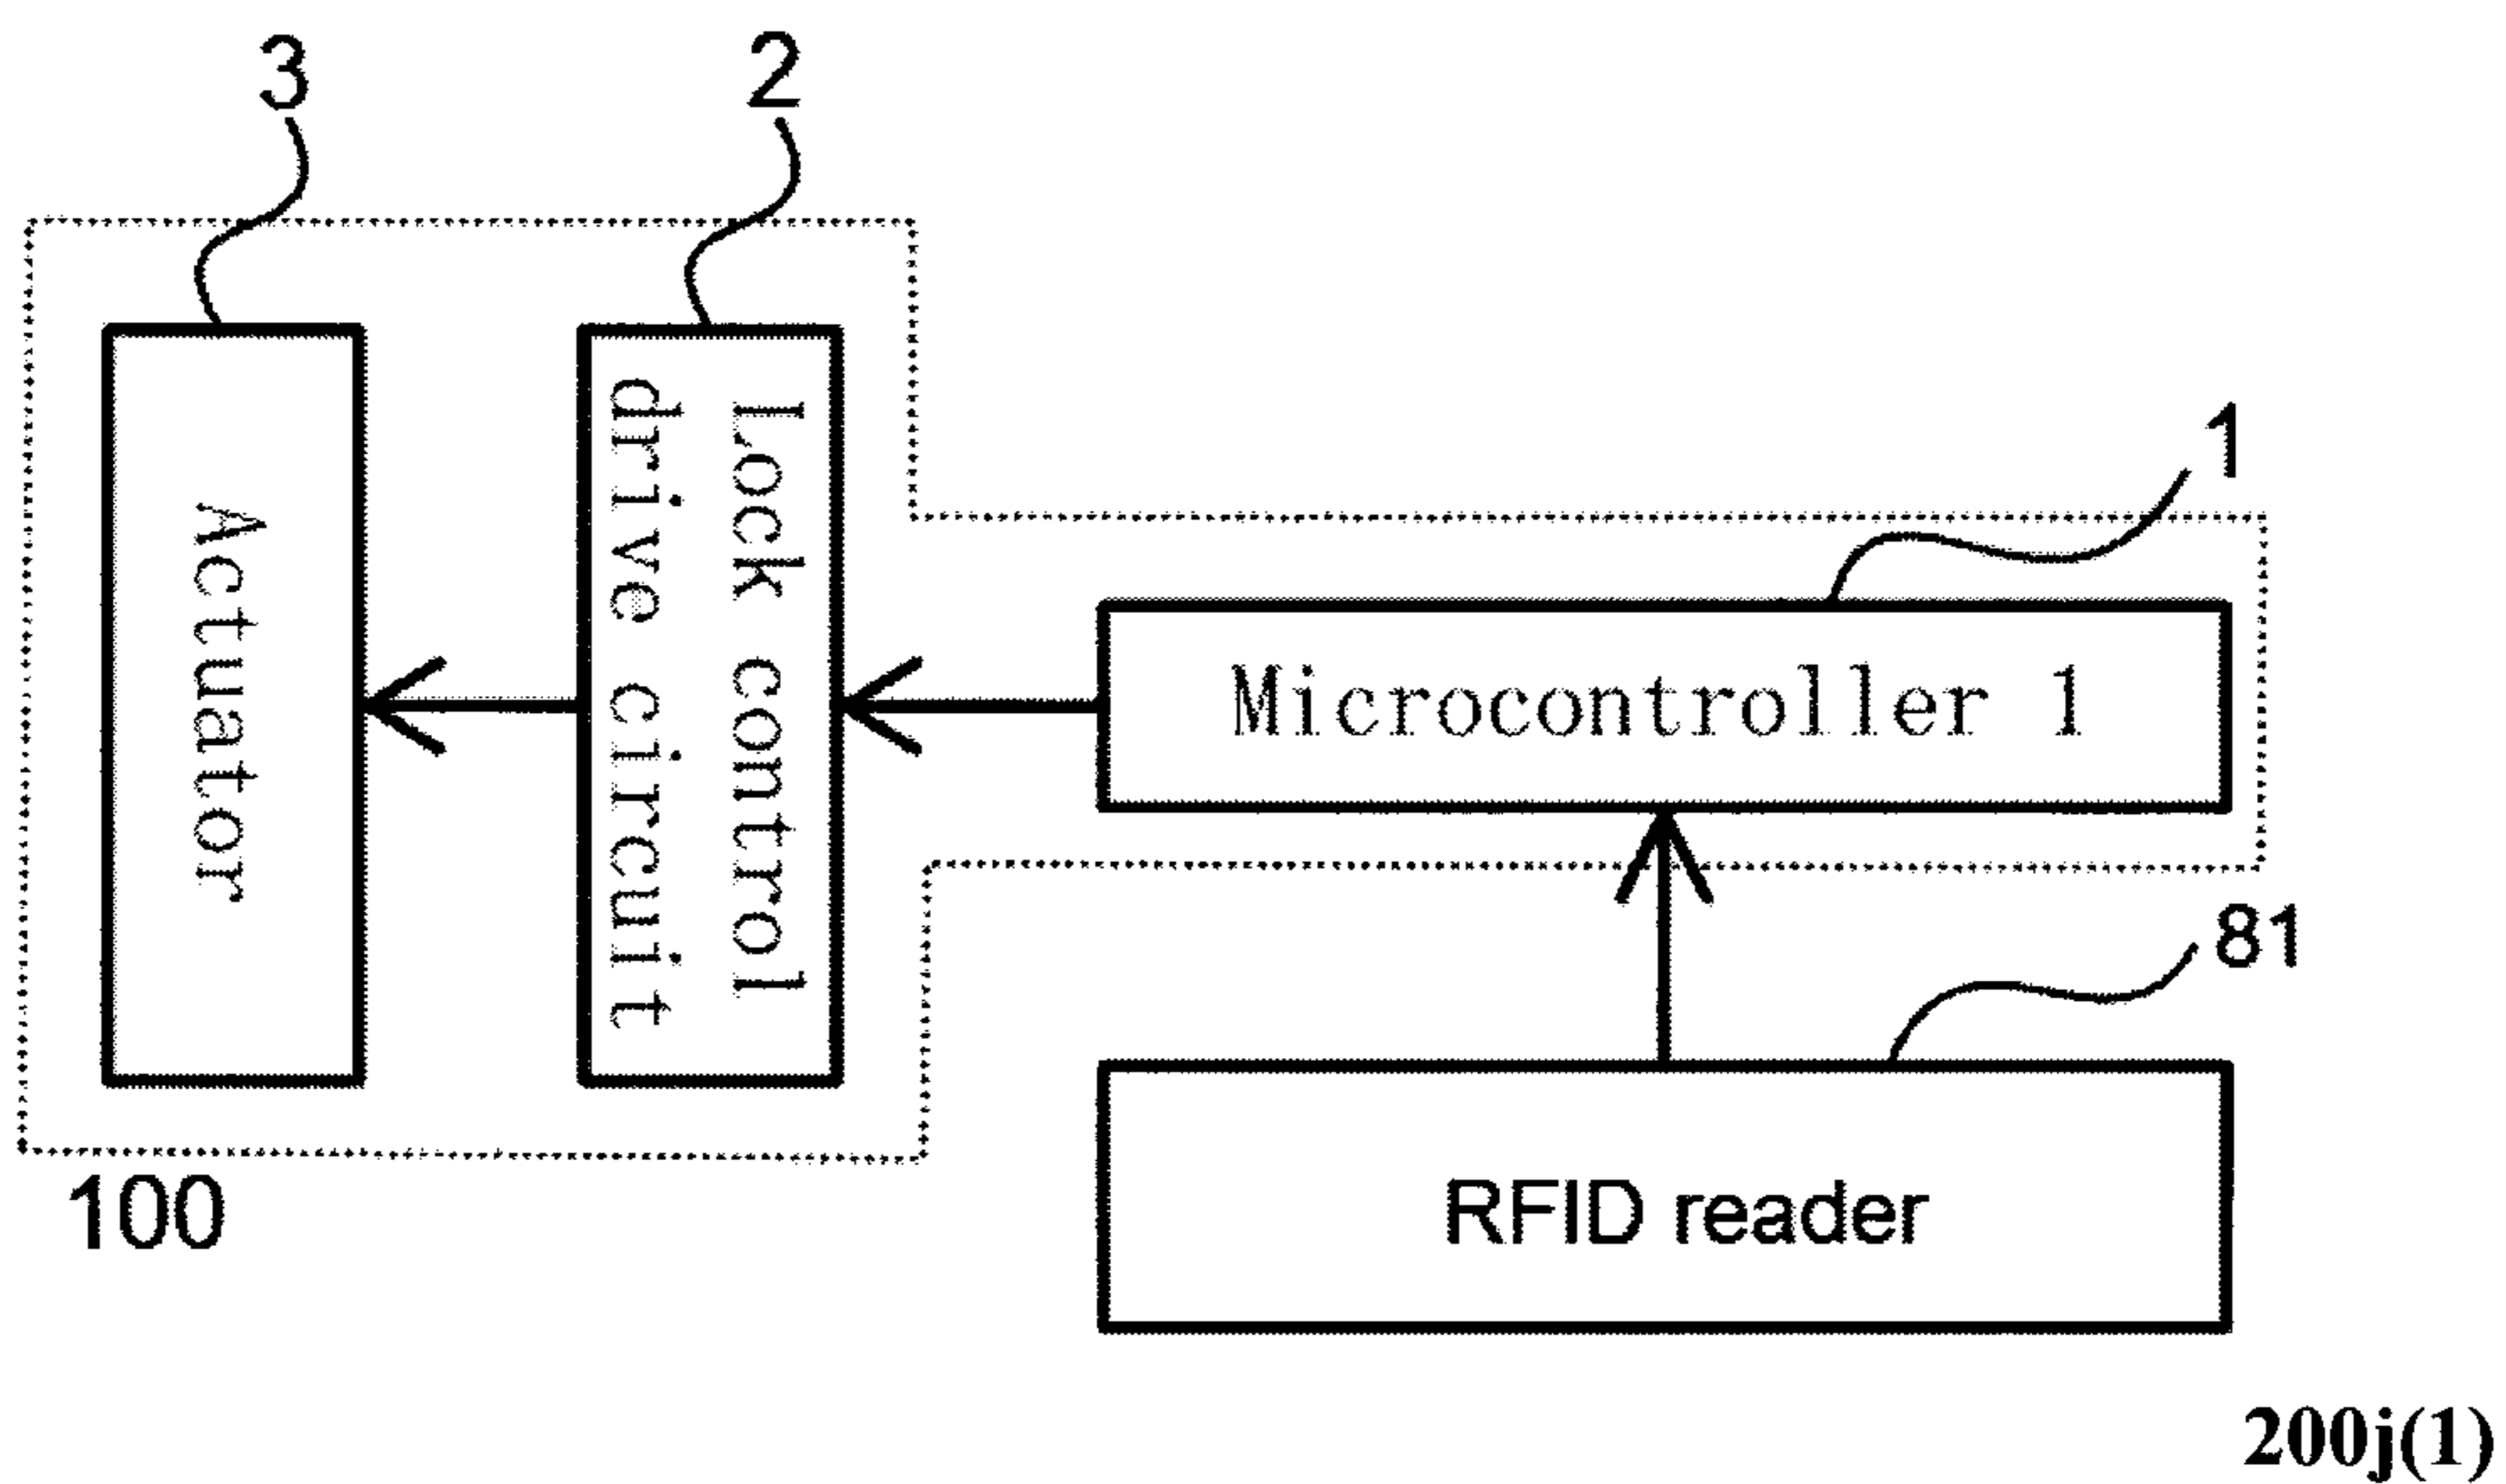 3
2
1
Actuator
Lock control
drive circuit
Microcontroller 1
81
100
RFID reader
200j(1)